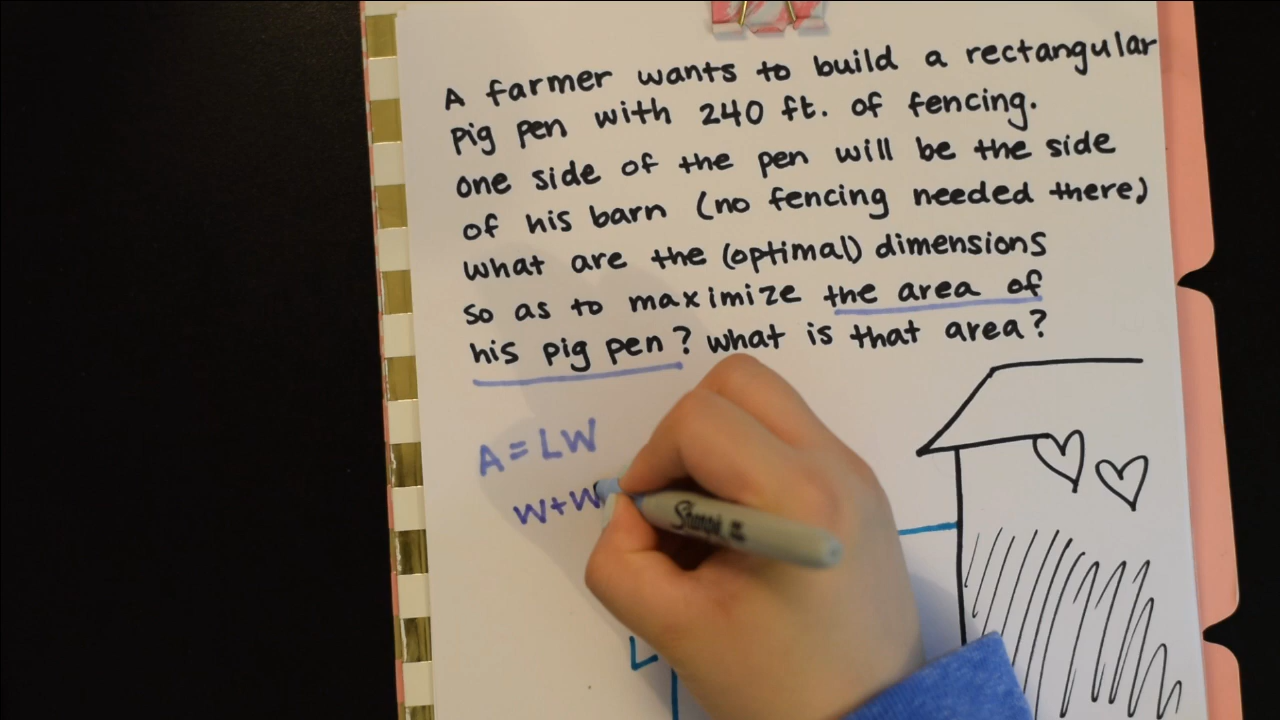 A farmer wants to build a rectangular
pig pen with 240 ft. of fencing.
one side of the pen will be the side
of his barn (no fencing needed there)
what are the (optimal) dimensions
so as to maximize the area of
his pig pen? what is that area?
A = LW
W+W
Sharpie
L